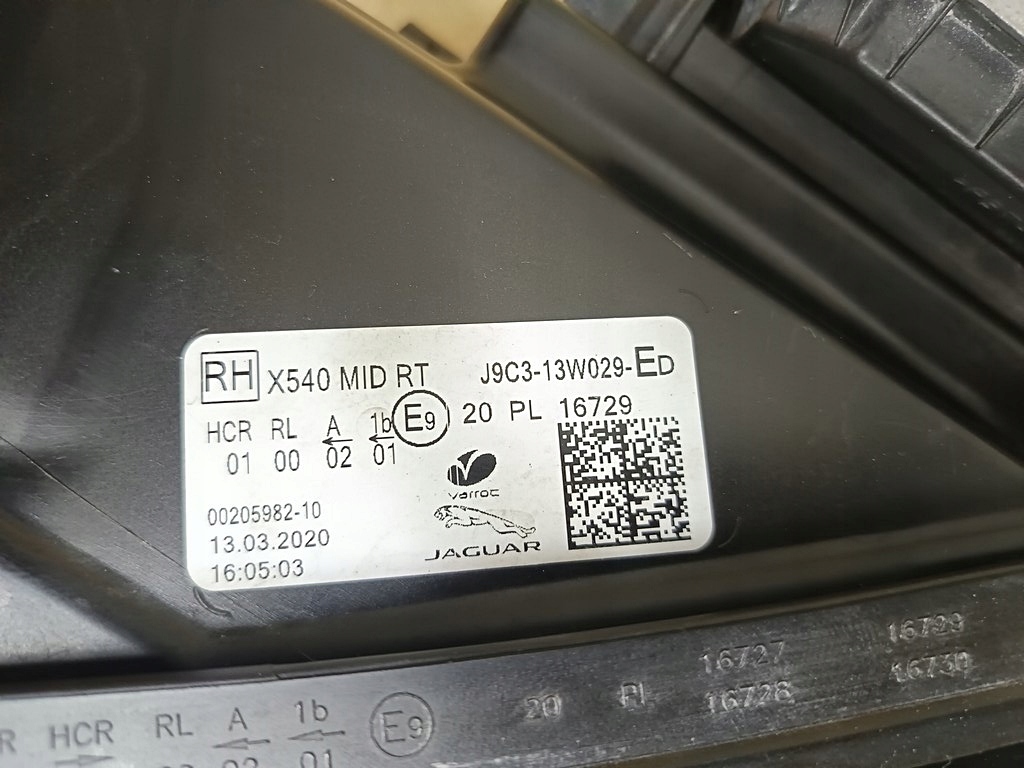 RH X540 MID RT J9C3-13W029-ED
HCR RL A 1b E9 20 PL 16729
01 00 02 01
varroc
00205982-10
13.03.2020
JAGUAR
16:05:03
16727 16729
HCR RL A 1b E9 20 PL 16728 16730
01